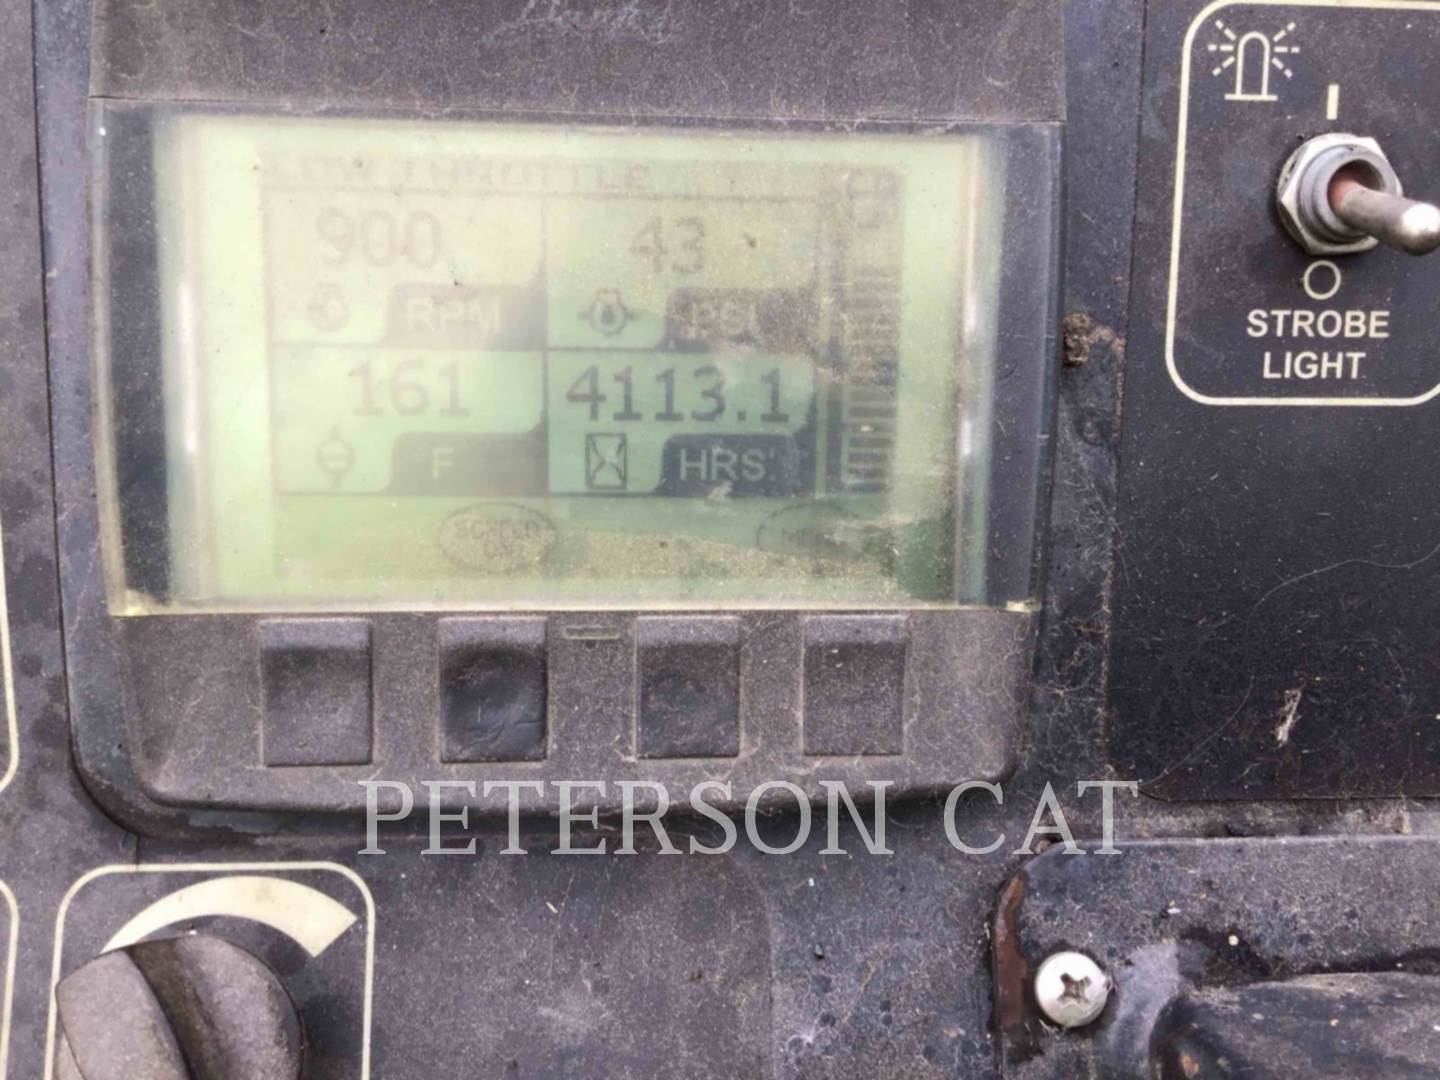 LOW THROTTLE
900
43
RPM
PSI
161
4113.1
F
HRS
STROBE
LIGHT
PETERSON CAT